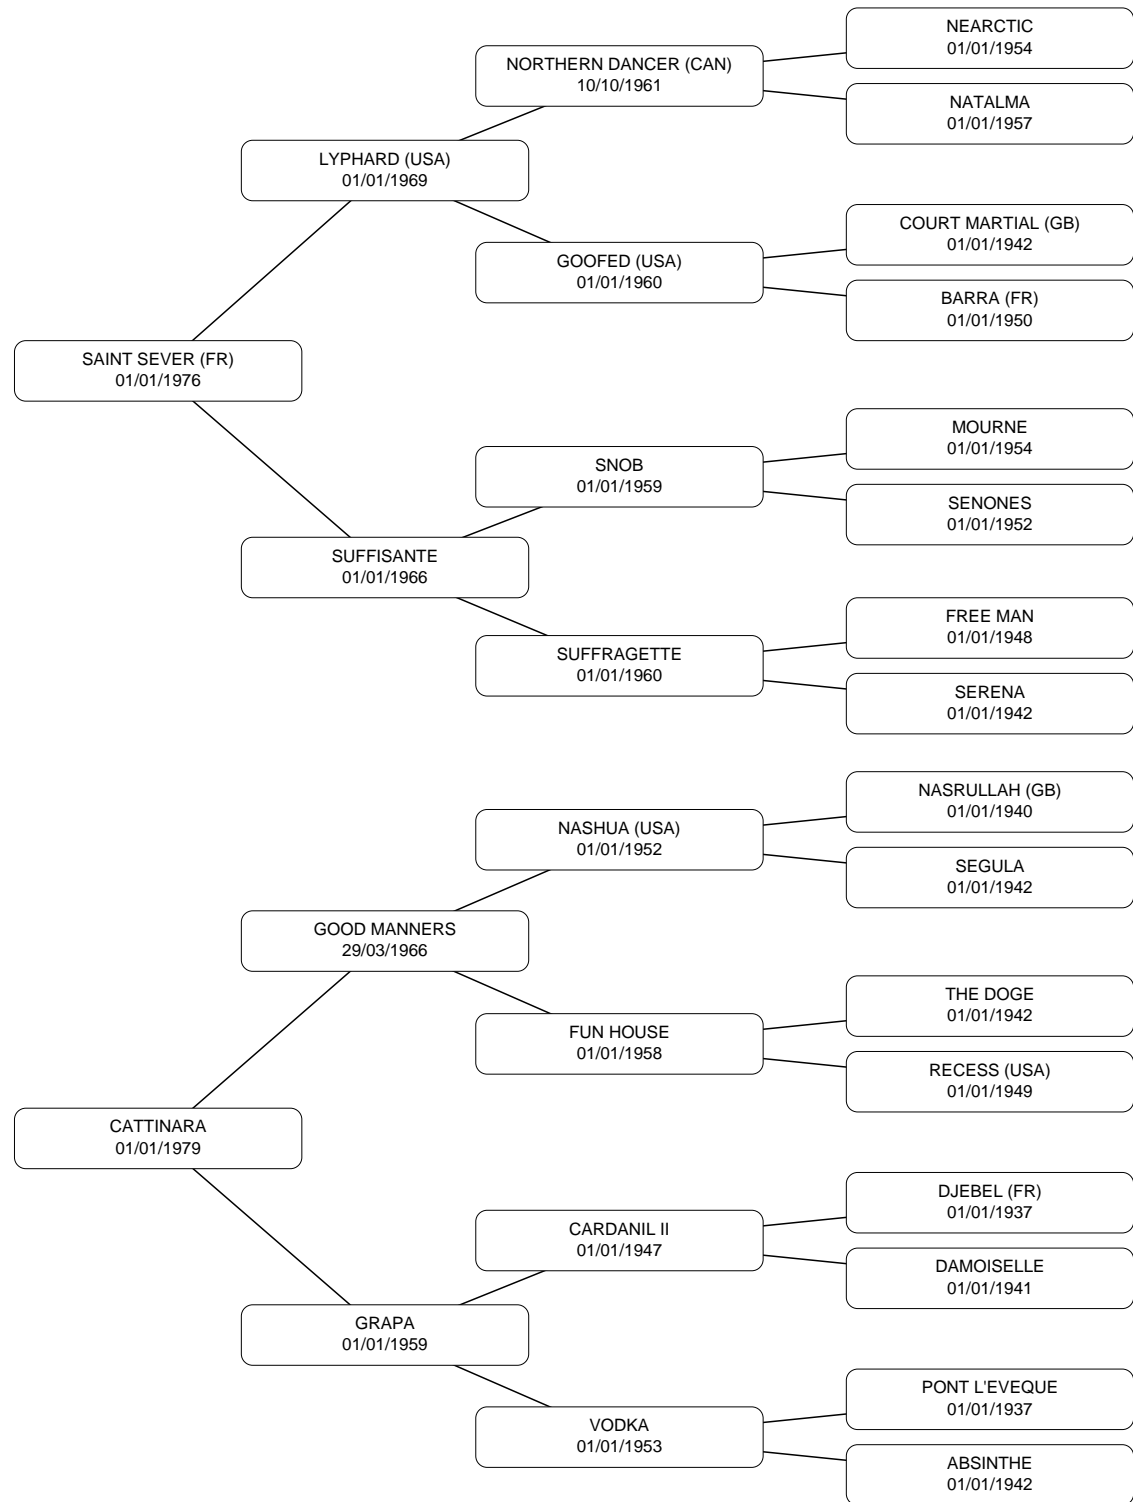 NEARCTIC
01/01/1954
NORTHERN DANCER (CAN)
10/10/1961
NATALMA
01/01/1957
LYPHARD (USA)
01/01/1969
COURT MARTIAL (GB)
01/01/1942
GOOFED (USA)
01/01/1960
BARRA (FR)
01/01/1950
SAINT SEVER (FR)
01/01/1976
MOURNE
01/01/1954
SNOB
01/01/1959
SENONES
01/01/1952
SUFFISANTE
01/01/1966
FREE MAN
01/01/1948
SUFFRAGETTE
01/01/1960
SERENA
01/01/1942
NASRULLAH (GB)
01/01/1940
NASHUA (USA)
01/01/1952
SEGULA
01/01/1942
GOOD MANNERS
29/03/1966
THE DOGE
01/01/1942
FUN HOUSE
01/01/1958
RECESS (USA)
01/01/1949
CATTINARA
01/01/1979
DJEBEL (FR)
01/01/1937
CARDANIL II
01/01/1947
DAMOISELLE
01/01/1941
GRAPA
01/01/1959
PONT L'EVEQUE
01/01/1937
VODKA
01/01/1953
ABSINTHE
01/01/1942